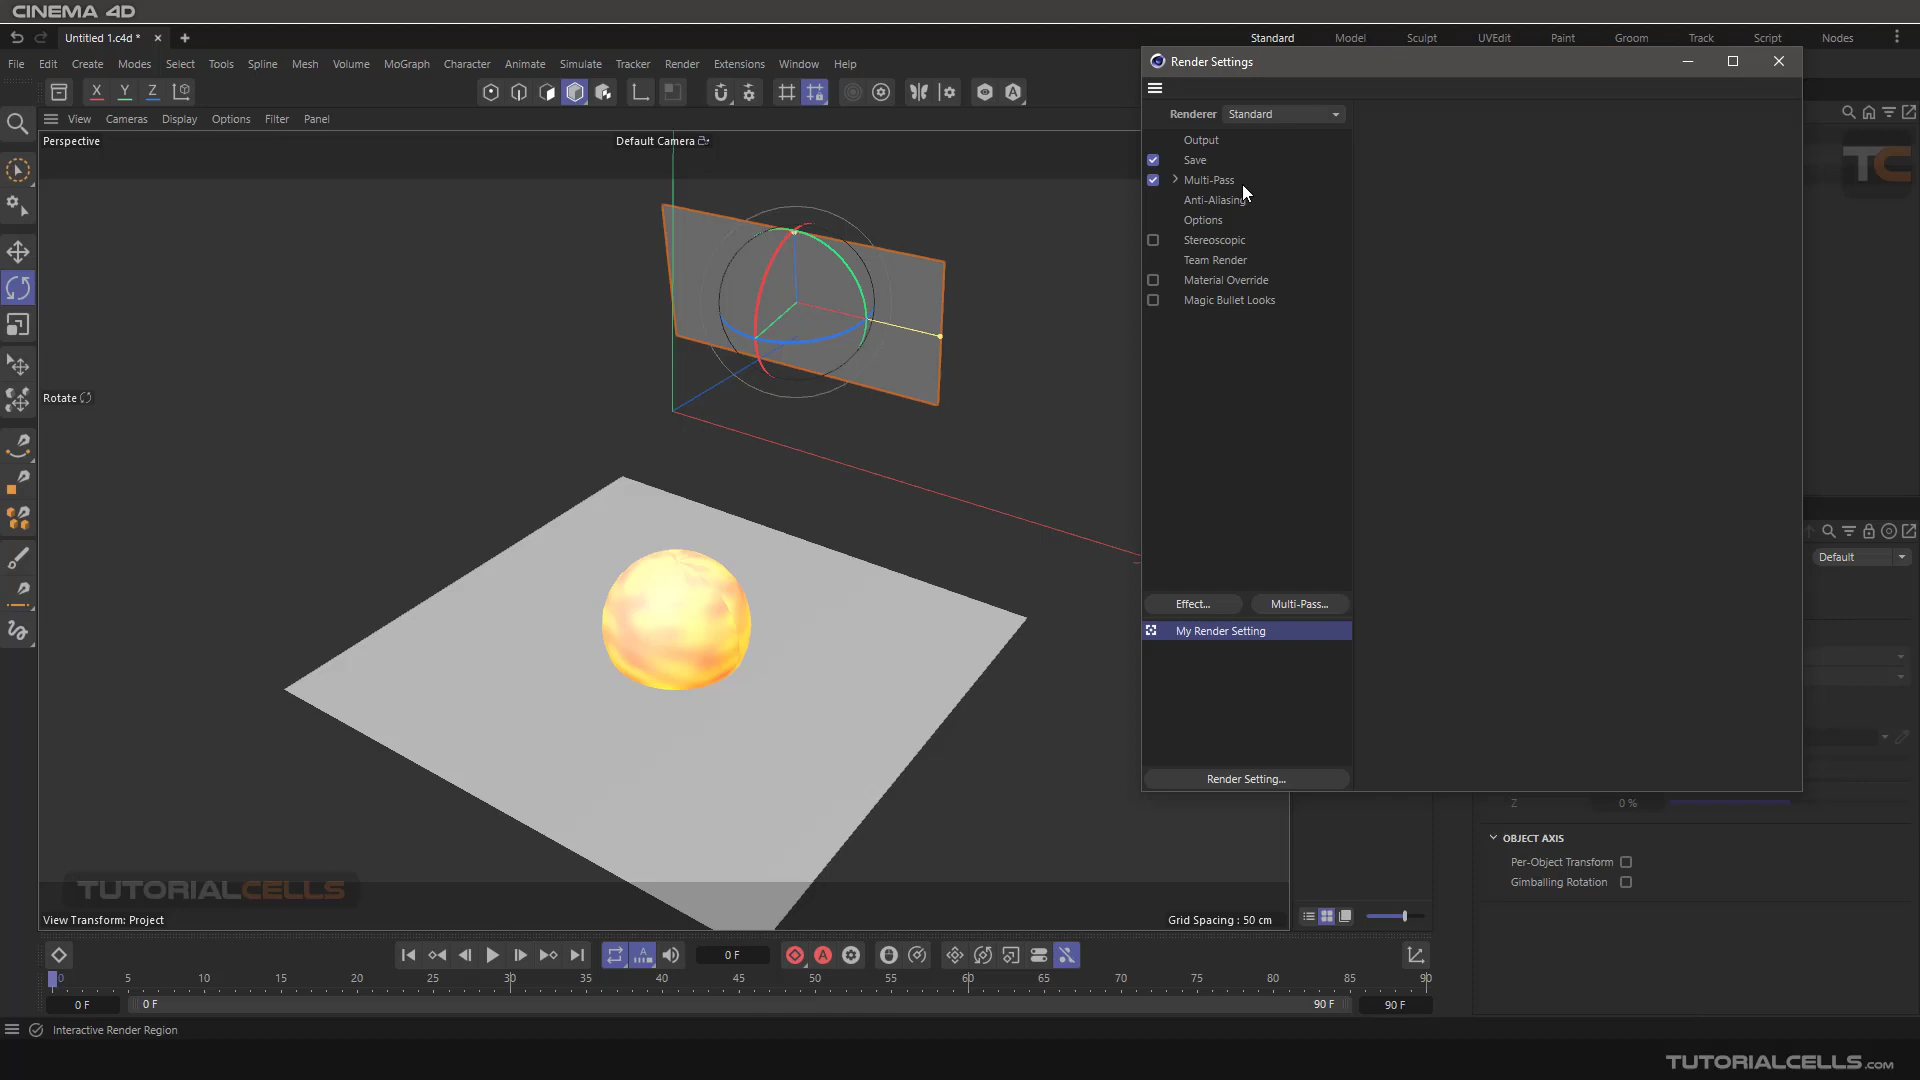 CINEMA 4D
Untitled 1.c4d *
Standard Model Sculpt UVEdit Paint Groom Track Script Nodes
File Edit Create Modes Select Tools Spline Mesh Volume MoGraph Character Animate Simulate Tracker Render Extensions Window Help
Render Settings
X Y Z
View Cameras Display Options Filter Panel
Renderer Standard
Perspective
Default Camera
Output
Save
Multi-Pass
TC
Anti-Aliasing
Options
Stereoscopic
Team Render
Material Override
Magic Bullet Looks
Rotate
Default
Effect... Multi-Pass...
My Render Setting
Render Setting...
Z 0 %
OBJECT AXIS
Per-Object Transform
Gimballing Rotation
TUTORIALCELLS
View Transform: Project
Grid Spacing : 50 cm
0 F
0 5 10 15 20 25 30 35 40 45 50 55 60 65 70 75 80 85 90
0 F 0 F 90 F 90 F
Interactive Render Region
TUTORIALCELLS.com